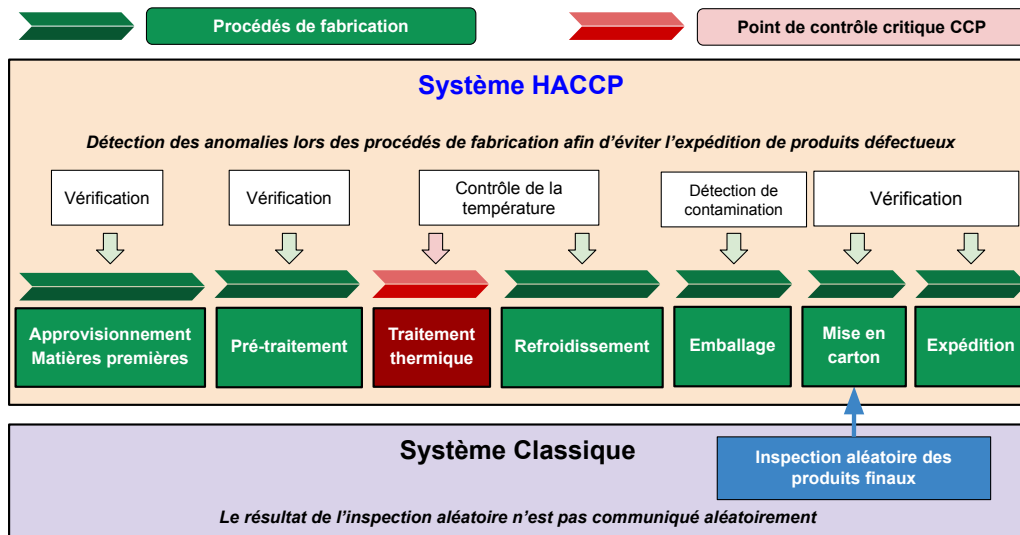 Procédés de fabrication
Point de contrôle critique CCP
Système HACCP
Détection des anomalies lors des procédés de fabrication afin d'éviter l'expédition de produits défectueux
Vérification
Vérification
Contrôle de la
température
Détection de
contamination
Vérification
Approvisionnement
Matières premières
Pré-traitement
Traitement
thermique
Refroidissement
Emballage
Mise en
carton
Expédition
Système Classique
Inspection aléatoire des
produits finaux
Le résultat de l'inspection aléatoire n'est pas communiqué aléatoirement